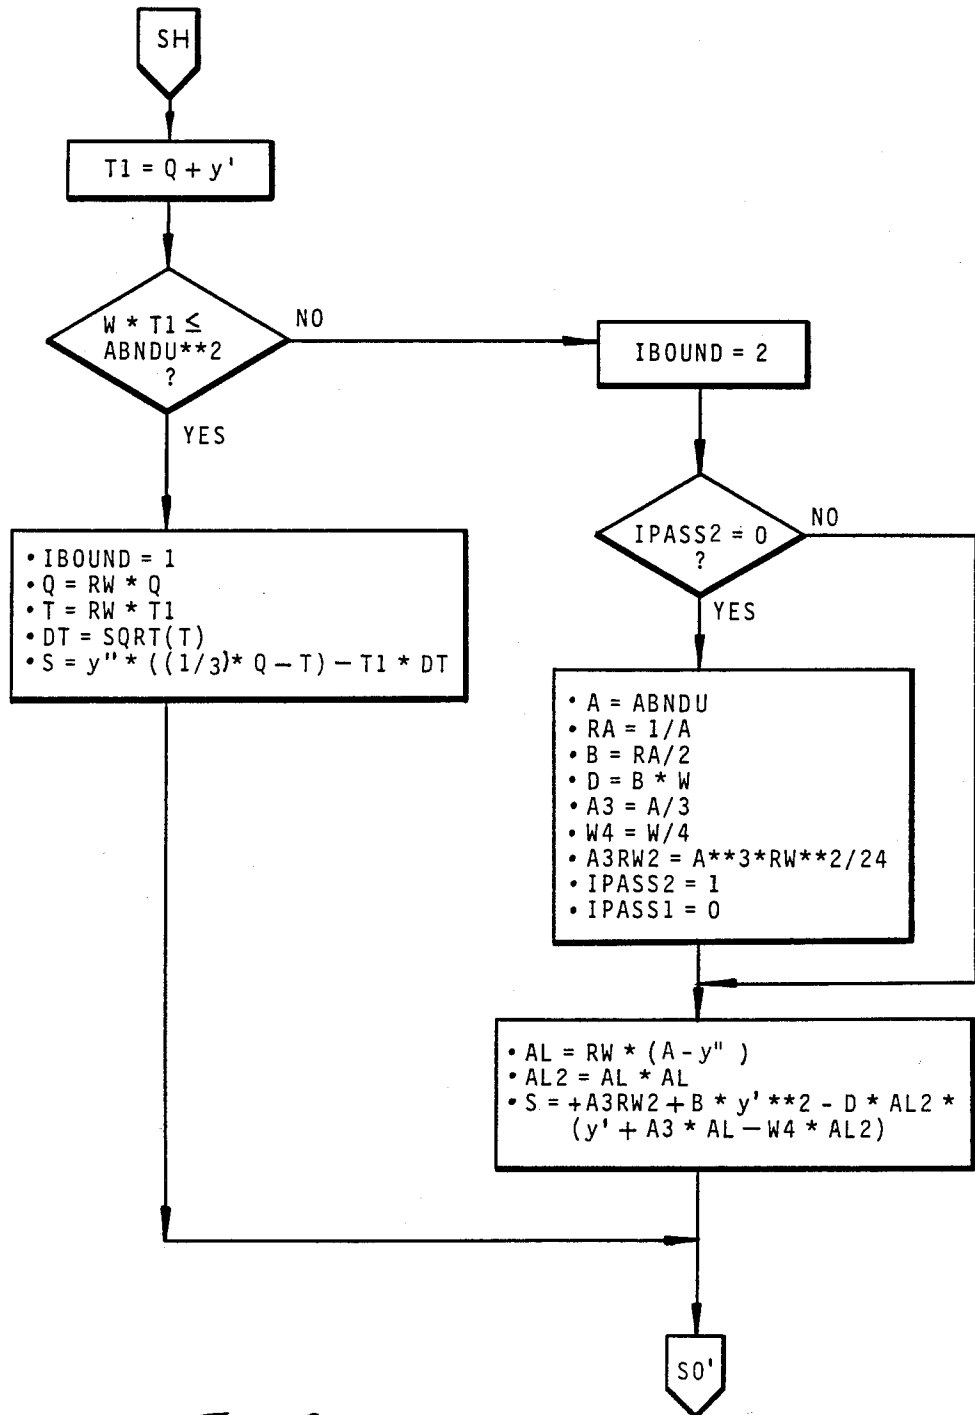 SH
T1 = Q + y'
W * T1 ≤
ABNDU**2
?
NO
YES
IBOUND = 2
IPASS2 = 0
?
NO
YES
• IBOUND = 1
• Q = RW * Q
• T = RW * T1
• DT = SQRT(T)
• S = y" * ((1/3)* Q – T) – T1 * DT
• A = ABNDU
• RA = 1/A
• B = RA/2
• D = B * W
• A3 = A/3
• W4 = W/4
• A3RW2 = A**3*RW**2/24
• IPASS2 = 1
• IPASS1 = 0
• AL = RW * (A - y" )
• AL2 = AL * AL
• S = +A3RW2 + B * y' **2 - D * AL2 *
(y' + A3 * AL – W4 * AL2)
SO'